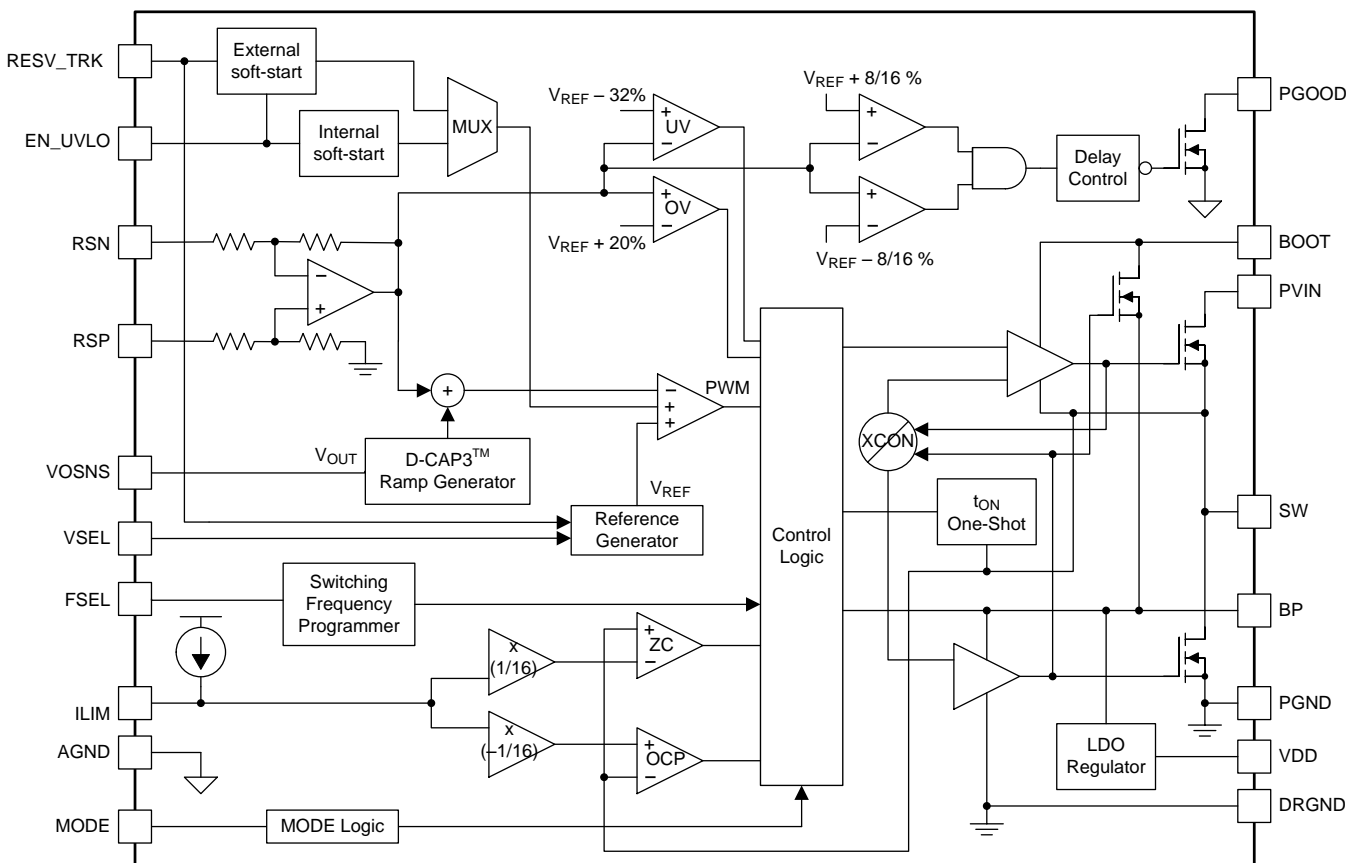 RESV_TRK
External
soft-start
EN_UVLO
Internal
soft-start
MUX
VREF – 32%
+
UV
–
+
OV
–
VREF + 20%
VREF + 8/16 %
+
–
+
–
VREF – 8/16 %
Delay
Control
PGOOD
RSN
–
+
RSP
BOOT
PVIN
+
–
+
+
PWM
VOUT
D-CAP3™
Ramp Generator
VOSNS
VREF
Reference
Generator
VSEL
Control
Logic
XCON
tON
One-Shot
SW
FSEL
Switching
Frequency
Programmer
BP
x
(1/16)
+
ZC
–
ILIM
x
(–1/16)
+
OCP
–
PGND
AGND
LDO
Regulator
VDD
DRGND
MODE
MODE Logic